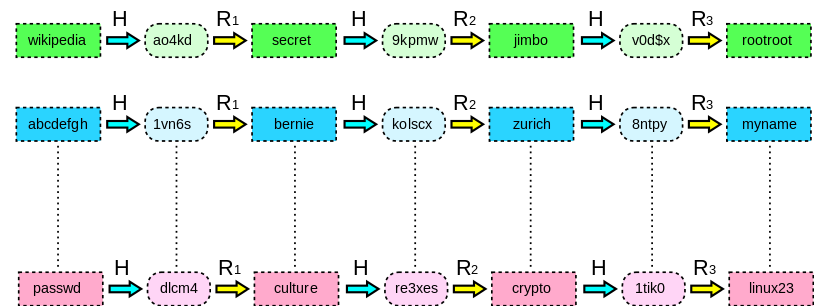 H R1 H R2 H R3
wikipedia ao4kd secret 9kpmw jimbo v0d$x rootroot
H R1 H R2 H R3
abcdefgh 1vn6s bernie kolscx zurich 8ntpy myname
H R1 H R2 H R3
passwd dlcm4 culture re3xes crypto 1tik0 linux23